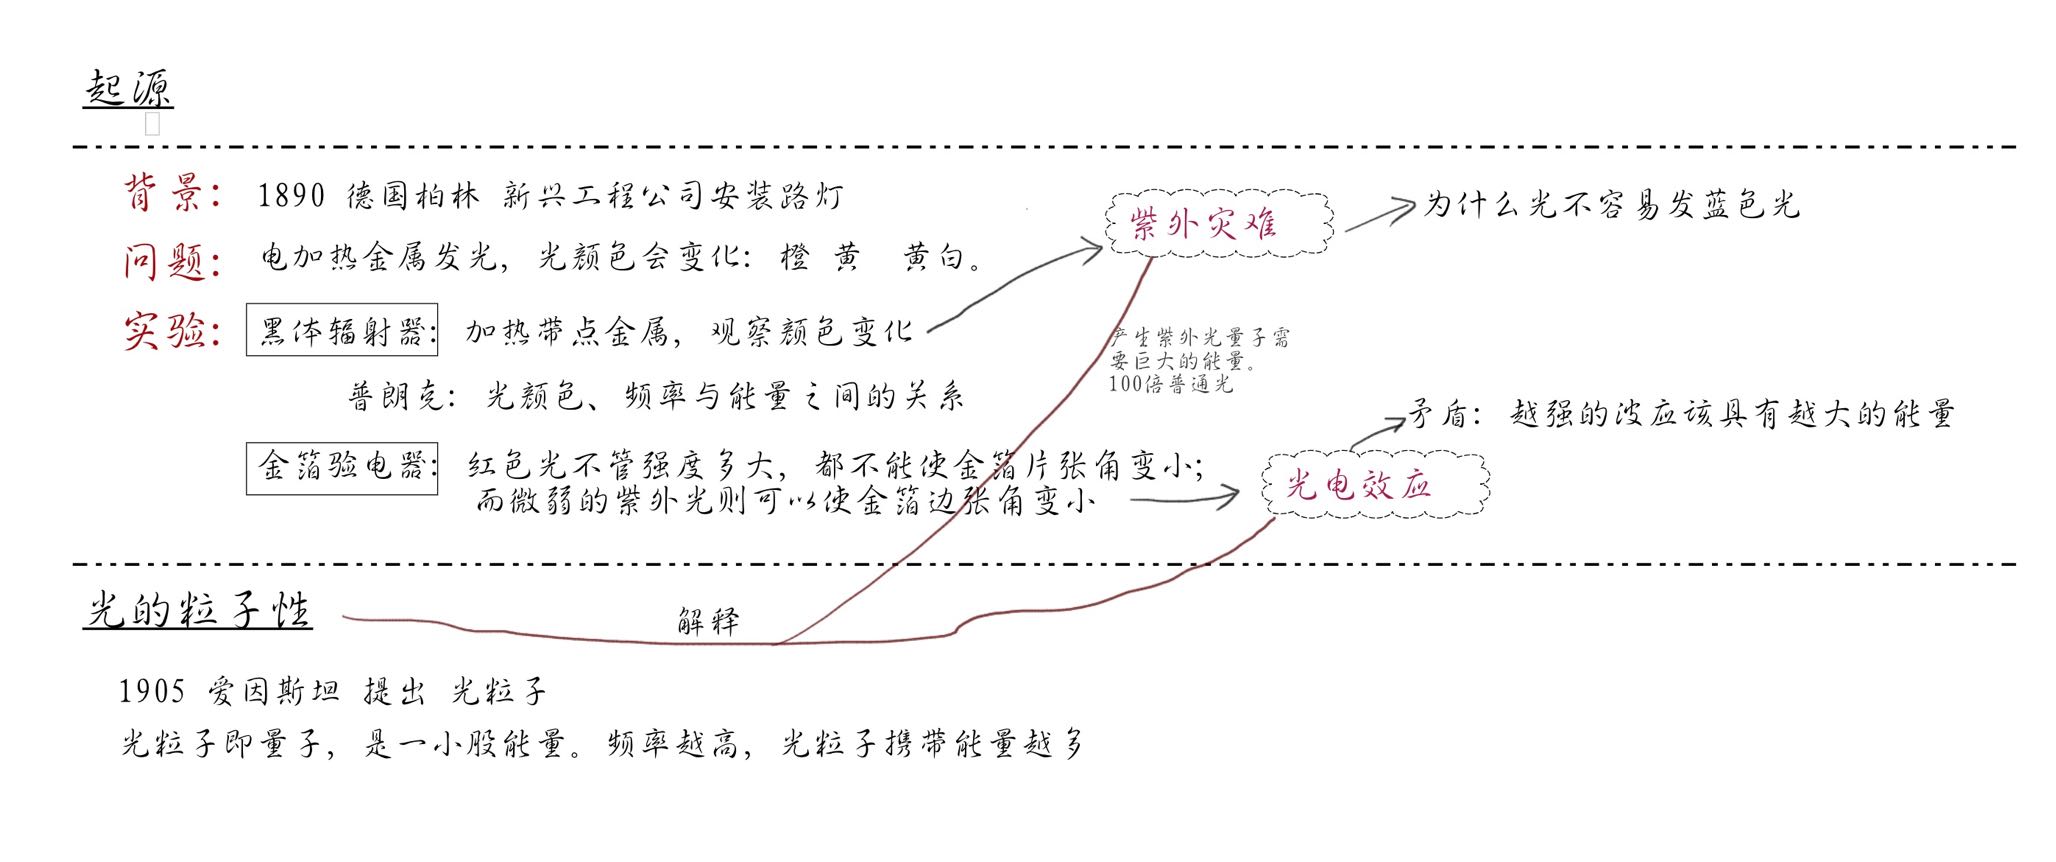 起源
背景： 1890 德国柏林 新兴工程公司安装路灯
问题： 电加热金属发光，光颜色会变化：橙 黄 黄白。
紫外灾难
为什么光不容易发蓝色光
实验： 黑体辐射器： 加热带点金属，观察颜色变化
产生紫外光量子需
要巨大的能量。
100倍普通光
普朗克：光颜色、频率与能量之间的关系
矛盾：越强的波应该具有越大的能量
金箔验电器： 红色光不管强度多大，都不能使金箔片张角变小；
而微弱的紫外光则可以使金箔边张角变小
光电效应
光的粒子性
解释
1905 爱因斯坦 提出 光粒子
光粒子即量子，是一小股能量。频率越高，光粒子携带能量越多